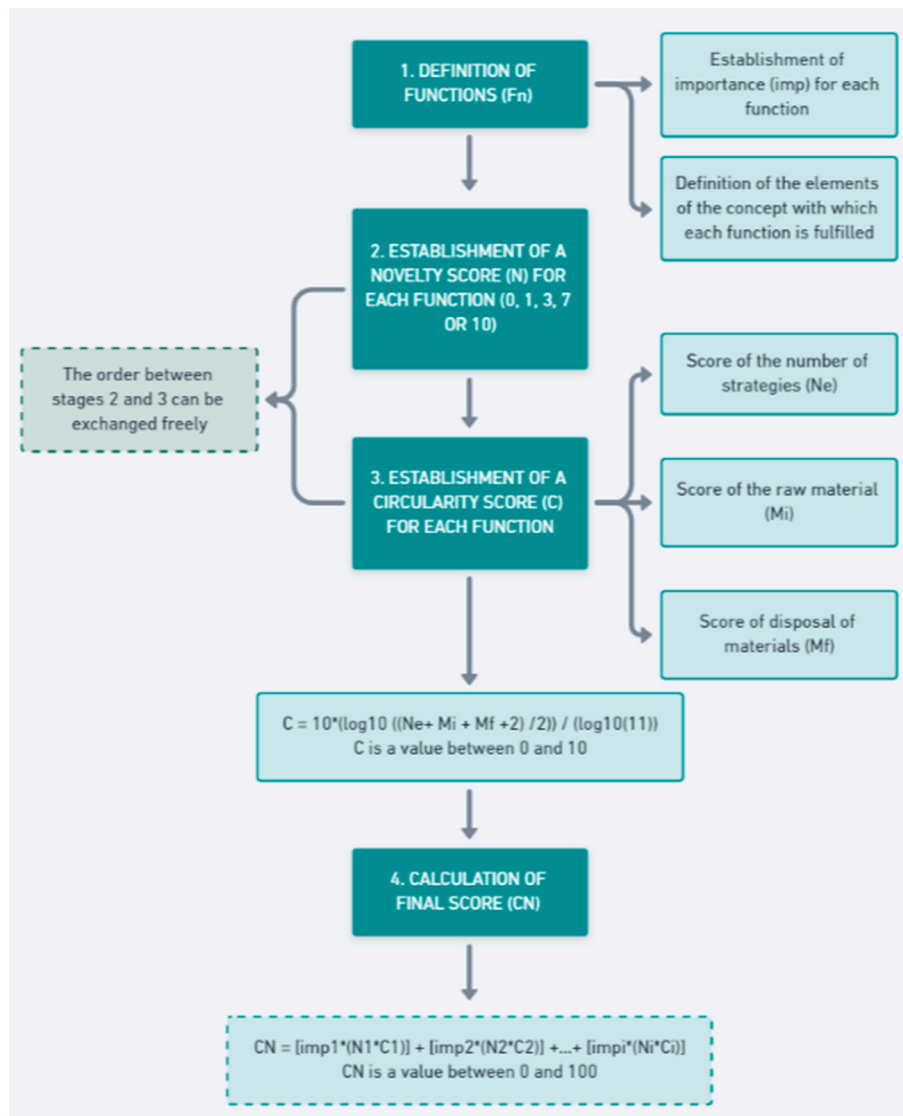 1. DEFINITION OF
FUNCTIONS (Fn)
Establishment of
importance (imp) for each
function
Definition of the elements
of the concept with which
each function is fulfilled
2. ESTABLISHMENT OF A
NOVELTY SCORE (N) FOR
EACH FUNCTION (0, 1, 3, 7
OR 10)
The order between
stages 2 and 3 can be
exchanged freely
3. ESTABLISHMENT OF A
CIRCULARITY SCORE (C)
FOR EACH FUNCTION
Score of the number of
strategies (Ne)
Score of the raw material
(Mi)
Score of disposal of
materials (Mf)
C = 10*(log10 ((Ne+ Mi + Mf +2) /2)) / (log10(11))
C is a value between 0 and 10
4. CALCULATION OF
FINAL SCORE (CN)
CN = [imp1*(N1*C1)] + [imp2*(N2*C2)] +...+ [impi*(Ni*Ci)]
CN is a value between 0 and 100